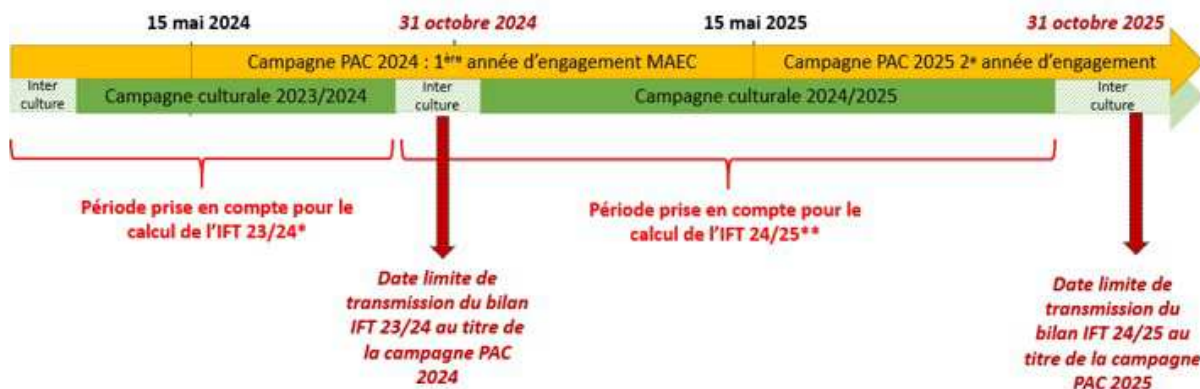 15 mai 2024
31 octobre 2024
15 mai 2025
31 octobre 2025
Campagne PAC 2024 : 1ère année d'engagement MAEC
Campagne PAC 2025 2e année d'engagement
Inter
culture
Campagne culturale 2023/2024
Inter
culture
Campagne culturale 2024/2025
Inter
culture
Période prise en compte pour le
calcul de l'IFT 23/24*
Période prise en compte pour le
calcul de l'IFT 24/25**
Date limite de
transmission du bilan
IFT 23/24 au titre de
la campagne PAC
2024
Date limite de
transmission du
bilan IFT 24/25 au
titre de la campagne
PAC 2025